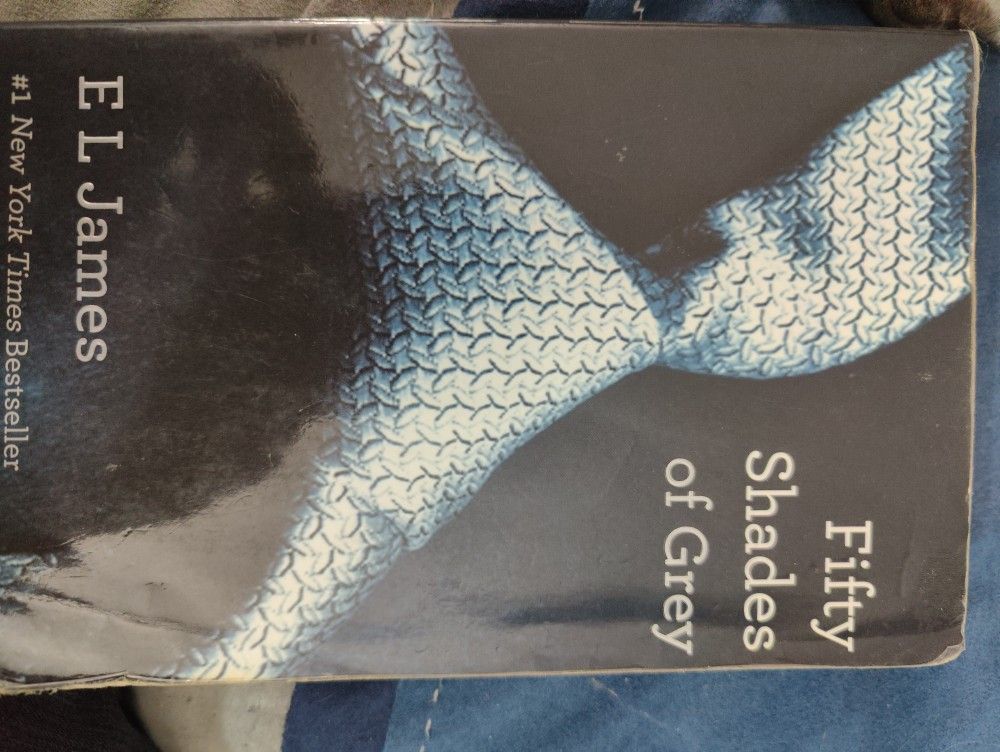 Fifty
Shades
of Grey
E L James
#1 New York Times Bestseller